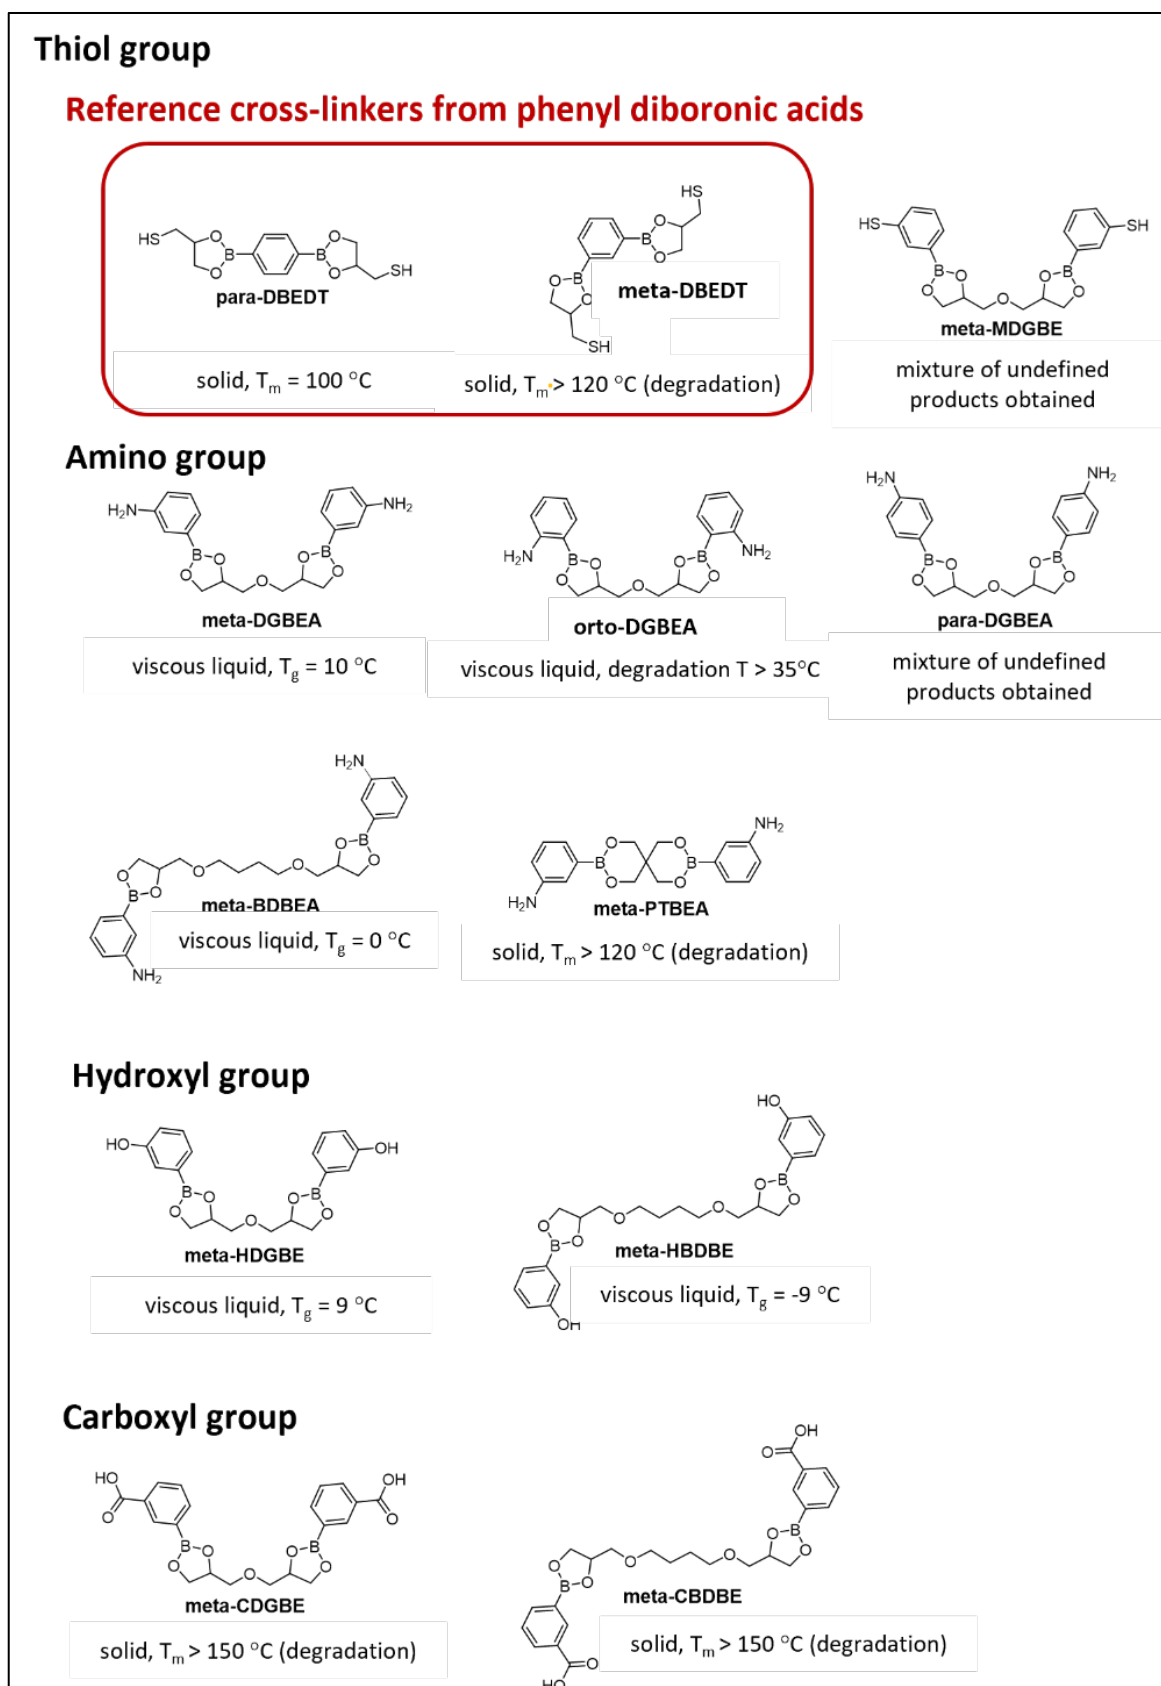 Thiol group
Reference cross-linkers from phenyl diboronic acids
HS
O
O
B
B
O
O
SH
para-DBEDT
solid, Tm = 100 °C
HS
O
B
O
O
B
O
SH
meta-DBEDT
solid, Tm > 120 °C (degradation)
HS
SH
B
O
O
O
B
O
O
meta-MDGBE
mixture of undefined
products obtained
Amino group
H2N
NH2
B
O
O
O
B
O
O
meta-DGBEA
viscous liquid, Tg = 10 °C
H2N
NH2
B
O
O
O
B
O
O
orto-DGBEA
viscous liquid, degradation T > 35°C
H2N
NH2
B
O
O
O
B
O
O
para-DGBEA
mixture of undefined
products obtained
H2N
O
B
O
O
O
O
B
O
NH2
meta-BDBEA
viscous liquid, Tg = 0 °C
NH2
O
O
B
B
O
O
H2N
meta-PTBEA
solid, Tm > 120 °C (degradation)
Hydroxyl group
HO
OH
B
O
O
O
B
O
O
meta-HDGBE
viscous liquid, Tg = 9 °C
HO
O
B
O
O
O
O
B
O
OH
meta-HBDBE
viscous liquid, Tg = -9 °C
Carboxyl group
HO
O
OH
O
B
O
O
O
B
O
O
meta-CDGBE
solid, Tm > 150 °C (degradation)
OH
O
O
B
O
O
O
O
B
O
O
HO
meta-CBDBE
solid, Tm > 150 °C (degradation)